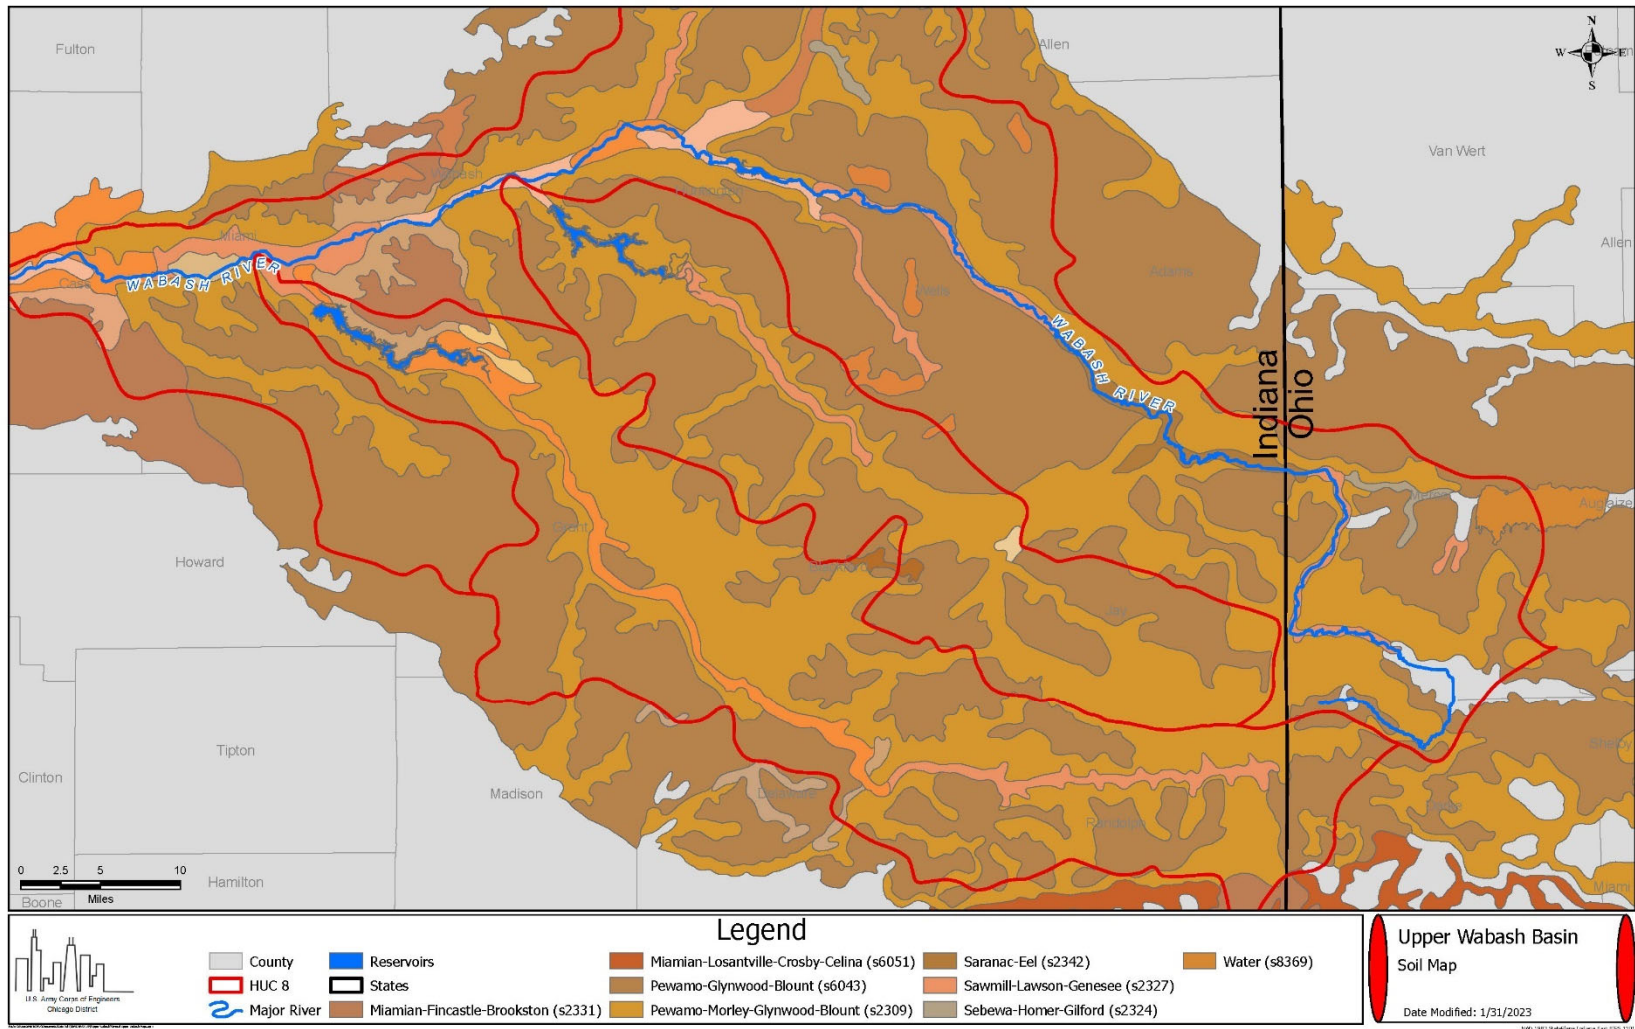 Fulton
Allen
N
W
E
S
Van Wert
Wabash
Huntington
Miami
Allen
Cass
WABASH RIVER
Adams
Wells
WABASH RIVER
Indiana
Ohio
Mercer
Auglaize
Grant
Howard
Blackford
Jay
Tipton
Shelby
Clinton
Madison
Delaware
Darke
Randolph
0 2.5 5 10
Miles
Hamilton
Boone
Miami
Legend
U.S. Army Corps of Engineers
Chicago District
County
HUC 8
Major River
Reservoirs
States
Miamian-Fincastle-Brookston (s2331)
Miamian-Losantville-Crosby-Celina (s6051)
Pewamo-Glynwood-Blount (s6043)
Pewamo-Morley-Glynwood-Blount (s2309)
Saranac-Eel (s2342)
Sawmill-Lawson-Genesee (s2327)
Sebeva-Homer-Gilford (s2324)
Water (s8369)
Upper Wabash Basin
Soil Map
Date Modified: 1/31/2023